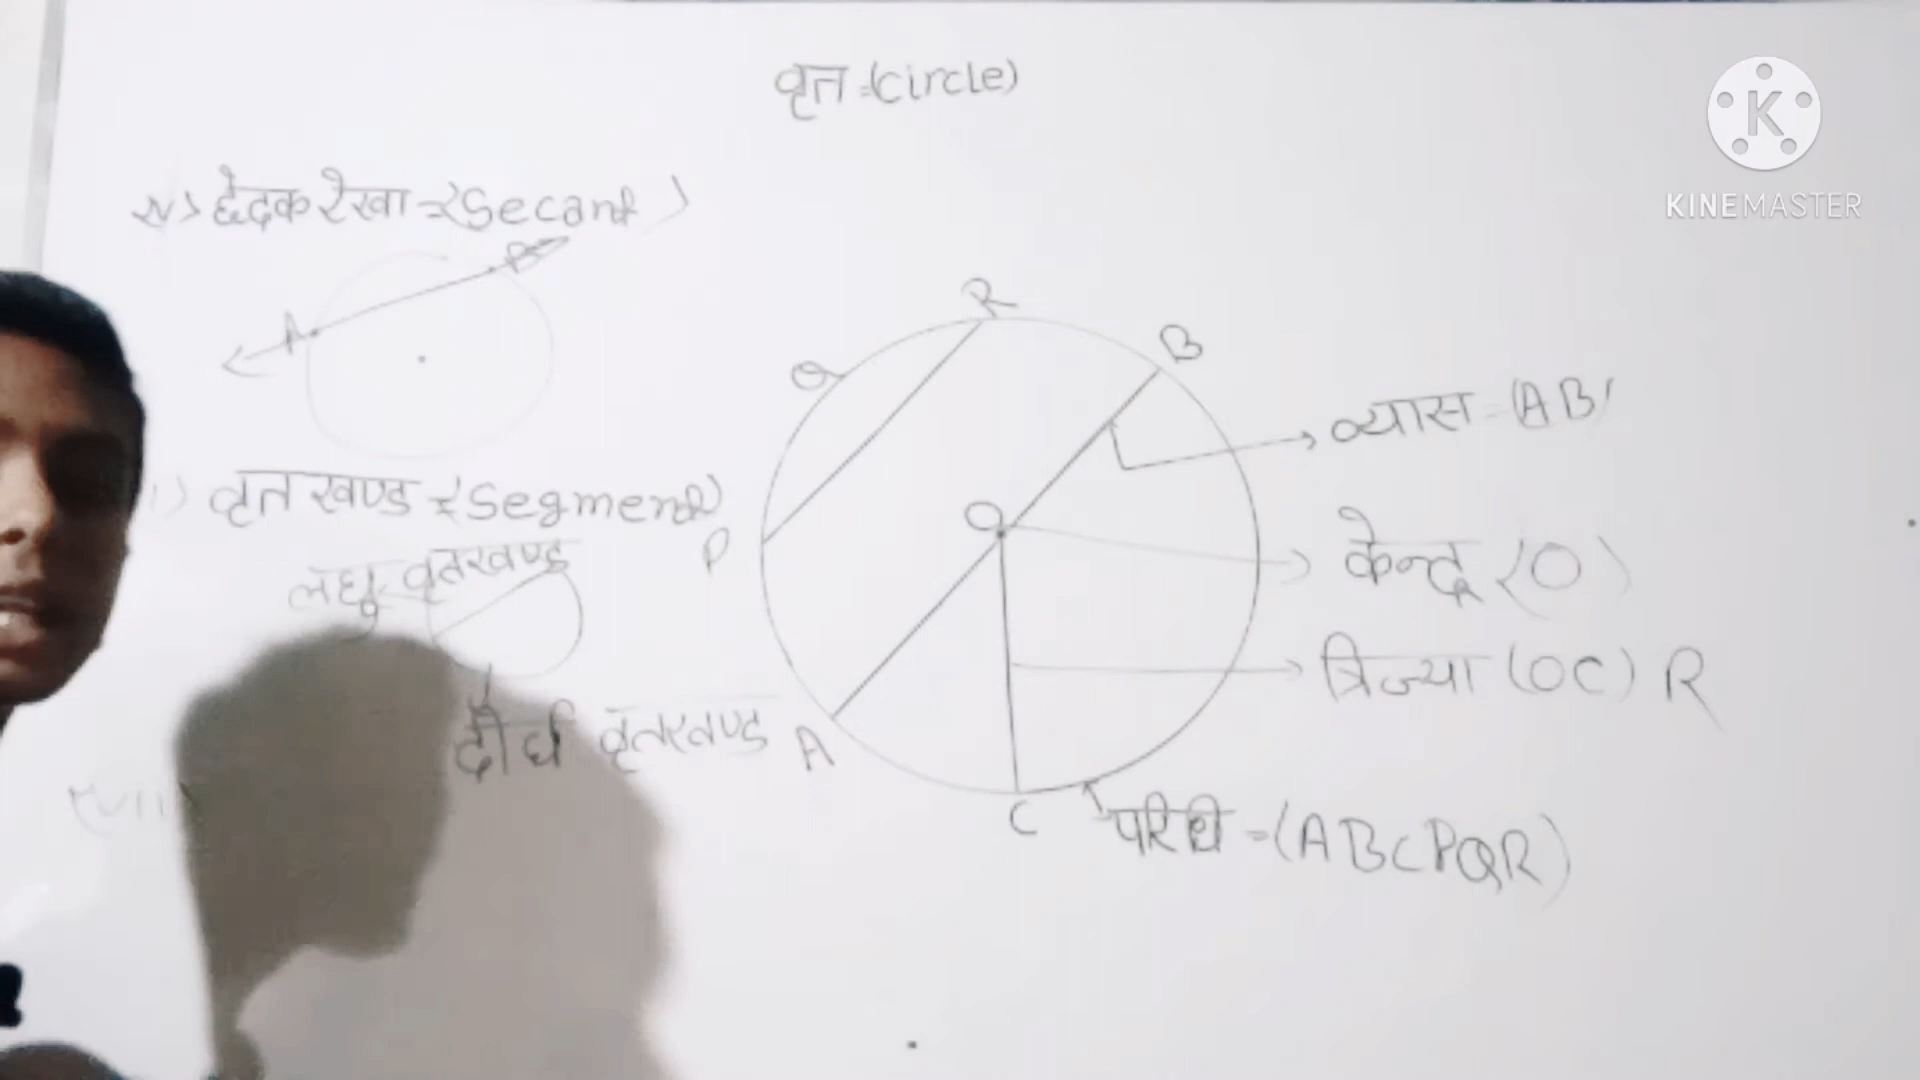 वृत =(circle)
छेदक रेखा =(Secant)
A
B
वृत खण्ड =(Segment)
लघु वृतखण्ड
दीर्घ वृतखण्ड
R
B
Q
P
O
A
C
व्यास =(AB)
केन्द्र (O)
त्रिज्या (OC) R
परिधि =(ABCPQR)
K
KINEMASTER